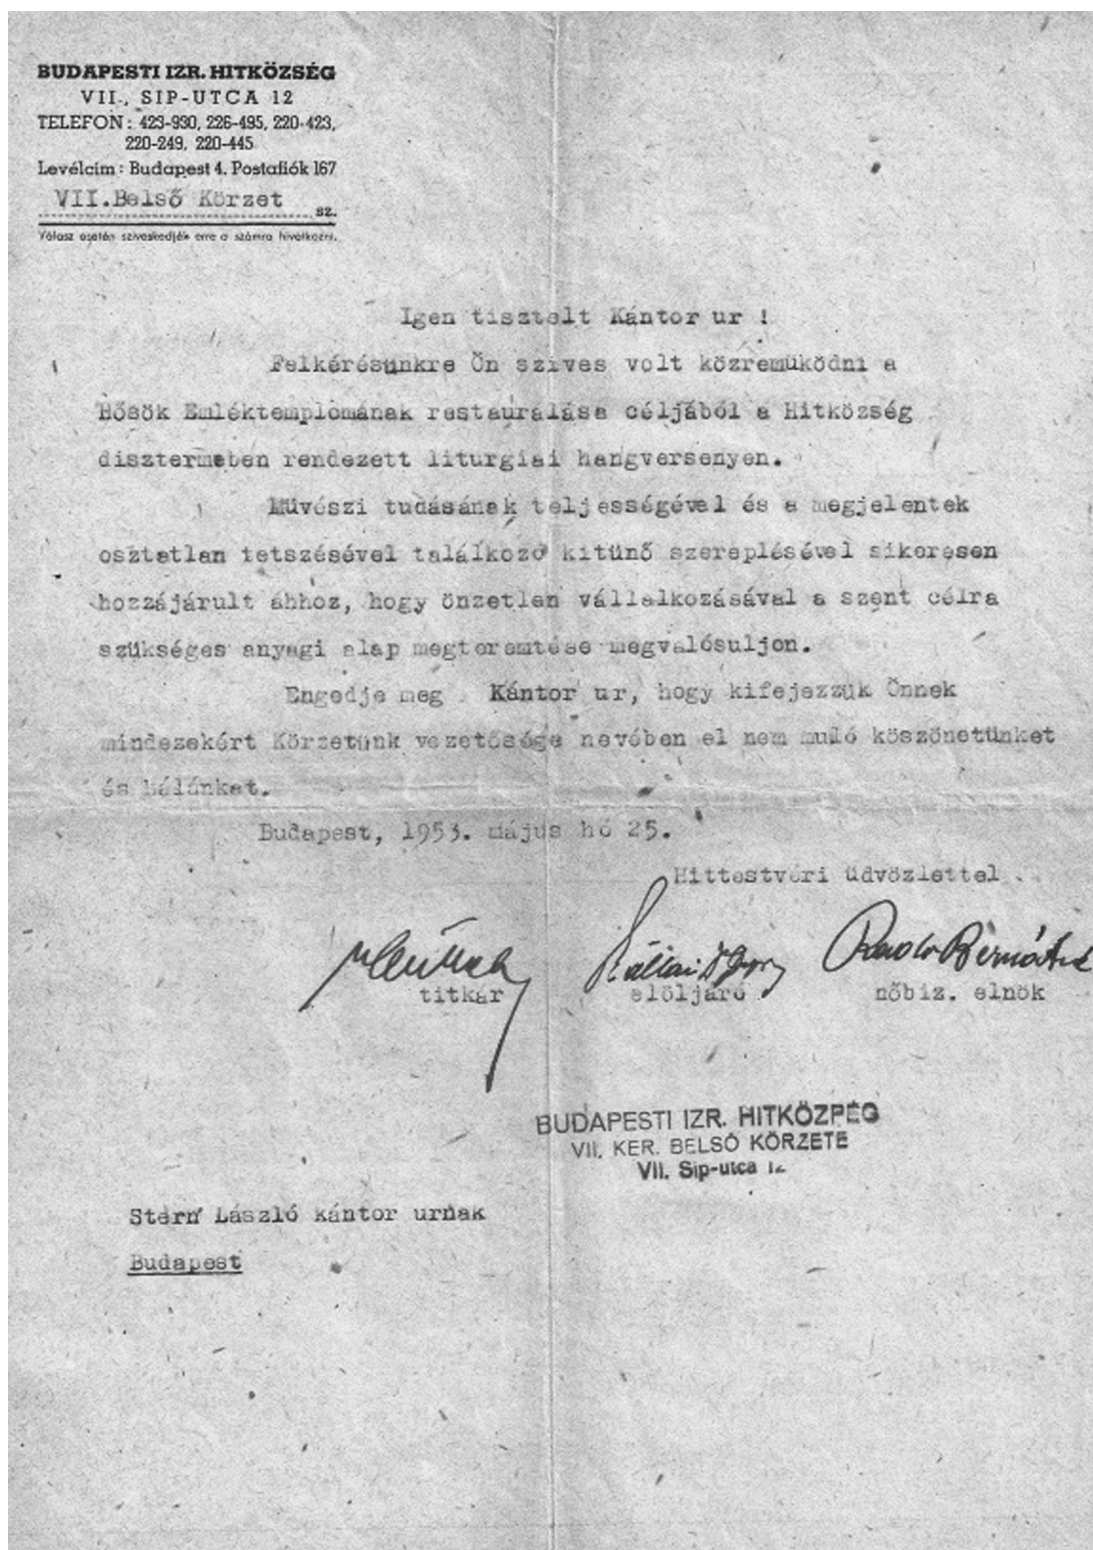 BUDAPESTI IZR. HITKÖZSÉG
VII., SIP-UTCA 12
TELEFON: 423-930, 226-495, 220-423,
220-249, 220-445
Levélcím: Budapest 4. Postafiók 167
VII.Belső Körzet
sz.
Válasz esetén sziveskedjék erre a számra hivatkozni.
Igen tisztelt Kántor ur !
Felkérésünkre Ön szives volt közremüködni a
Hősök Emléktemplomának restaurálása céljából a Hitközség
disztermeben rendezett liturgiai hangversenyen.
Müvészi tudásának teljességével és a megjelentek
osztatlan tetszésével találkozó kitünő szereplésével sikeresen
hozzájárult ahhoz, hogy önzetlen vállalkozásával a szent célra
szükséges anyagi alap megteremtése megvalósuljon.
Engedje meg Kántor ur, hogy kifejezzük Önnek
mindezekért Körzetünk vezetősége nevében el nem muló köszönetünket
és hálánkat.
Budapest, 1953. május hó 25.
Hittestvéri üdvözlettel
titkár elöljáró nőbiz. elnök
BUDAPESTI IZR. HITKÖZPÉG
VII. KER. BELSŐ KÖRZETE
VII. Sip-utca 12
Stern László kántor urnak
Budapest